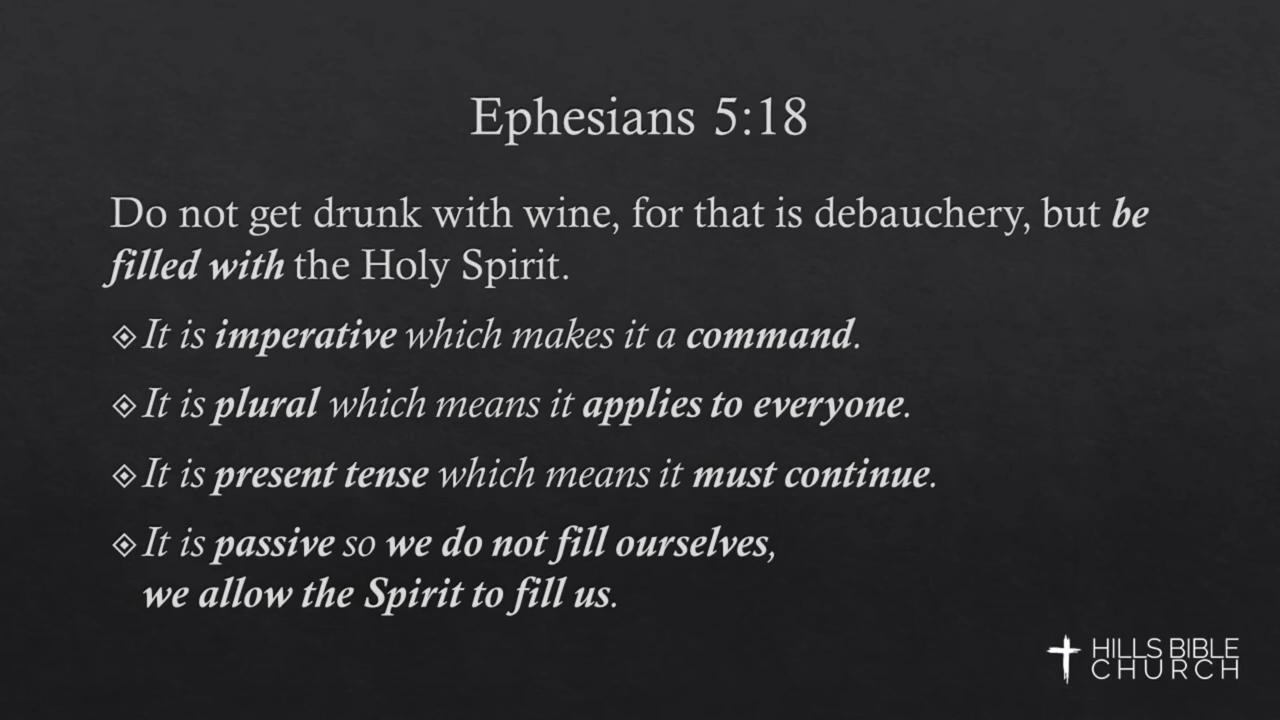 Ephesians 5:18
Do not get drunk with wine, for that is debauchery, but be
filled with the Holy Spirit.
It is imperative which makes it a command.
It is plural which means it applies to everyone.
It is present tense which means it must continue.
It is passive so we do not fill ourselves,
we allow the Spirit to fill us.
HILLS BIBLE
CHURCH